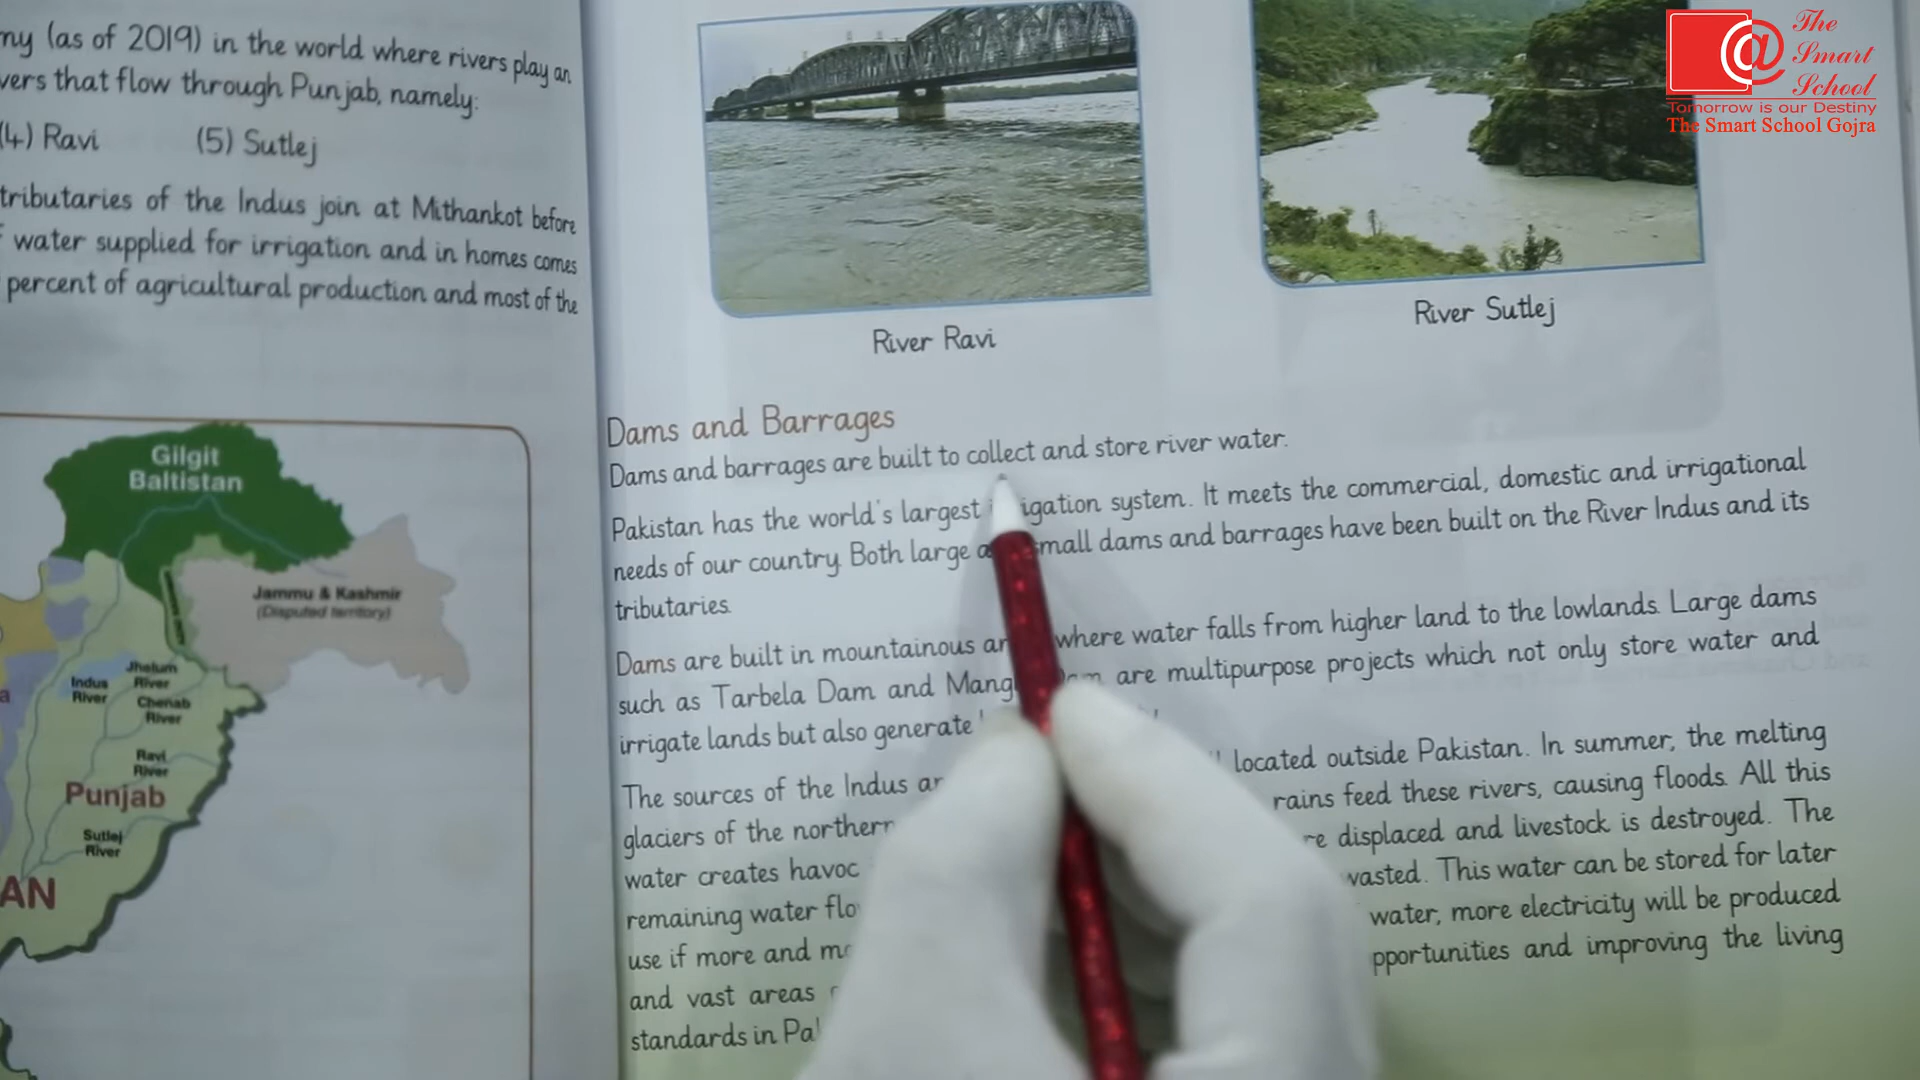 my (as of 2019) in the world where rivers play an
vers that flow through Punjab, namely:
(4) Ravi (5) Sutlej
tributaries of the Indus join at Mithankot before
water supplied for irrigation and in homes comes
percent of agricultural production and most of the
Gilgit
Baltistan
Jammu & Kashmir
(Disputed territory)
Jhelum
River
Indus
River
Chenab
River
Ravi
River
Punjab
Sutlej
River
AN
The
Smart
School
Tomorrow is our Destiny
The Smart School Gojra
River Ravi
River Sutlej
Dams and Barrages
Dams and barrages are built to collect and store river water.
Pakistan has the world's largest igation system. It meets the commercial, domestic and irrigational
needs of our country. Both large a mall dams and barrages have been built on the River Indus and its
tributaries.
Dams are built in mountainous ar where water falls from higher land to the lowlands. Large dams
such as Tarbela Dam and Mang Dam are multipurpose projects which not only store water and
irrigate lands but also generate
The sources of the Indus ar located outside Pakistan. In summer, the melting
glaciers of the northern rains feed these rivers, causing floods. All this
water creates havoc re displaced and livestock is destroyed. The
remaining water flo wasted. This water can be stored for later
use if more and mo water, more electricity will be produced
and vast areas pportunities and improving the living
standards in Pa